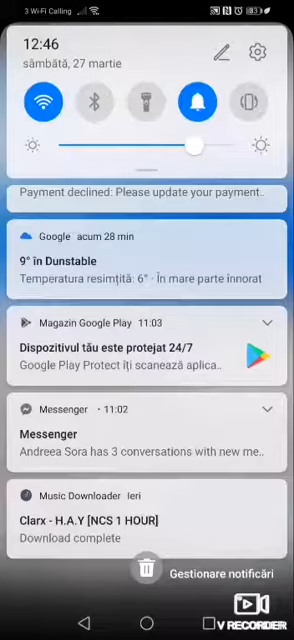 3 Wi-Fi Calling
83
12:46
sâmbătă, 27 martie
Payment declined: Please update your payment..
Google acum 28 min
9° în Dunstable
Temperatura resimțită: 6° · În mare parte înnorat
Magazin Google Play 11:03
Dispozitivul tău este protejat 24/7
Google Play Protect îți scanează aplica..
Messenger • 11:02
Messenger
Andreea Sora has 3 conversations with new me..
Music Downloader Ieri
Clarx - H.A.Y [NCS 1 HOUR]
Download complete
Gestionare notificări
V RECORDER